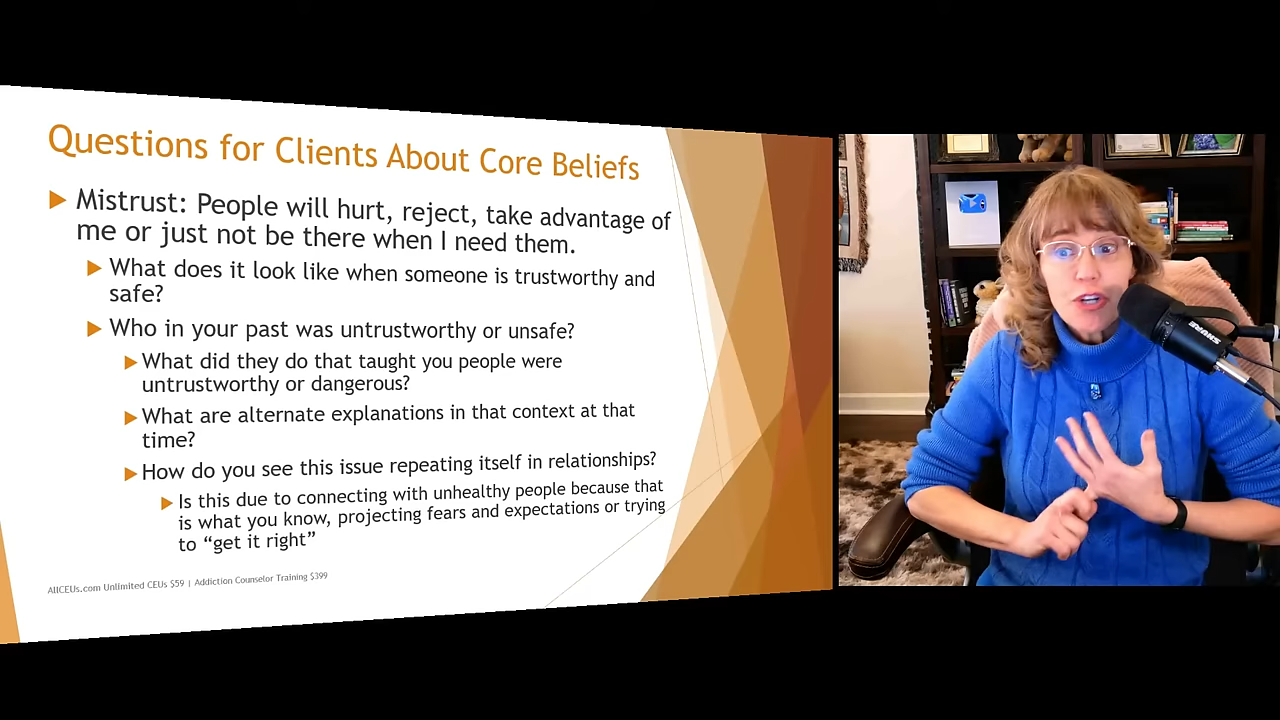 Questions for Clients About Core Beliefs
Mistrust: People will hurt, reject, take advantage of
me or just not be there when I need them.
What does it look like when someone is trustworthy and
safe?
Who in your past was untrustworthy or unsafe?
What did they do that taught you people were
untrustworthy or dangerous?
What are alternate explanations in that context at that
time?
How do you see this issue repeating itself in relationships?
Is this due to connecting with unhealthy people because that
is what you know, projecting fears and expectations or trying
to “get it right”
AllCEUs.com Unlimited CEUs $59 | Addiction Counselor Training $399
SHURE